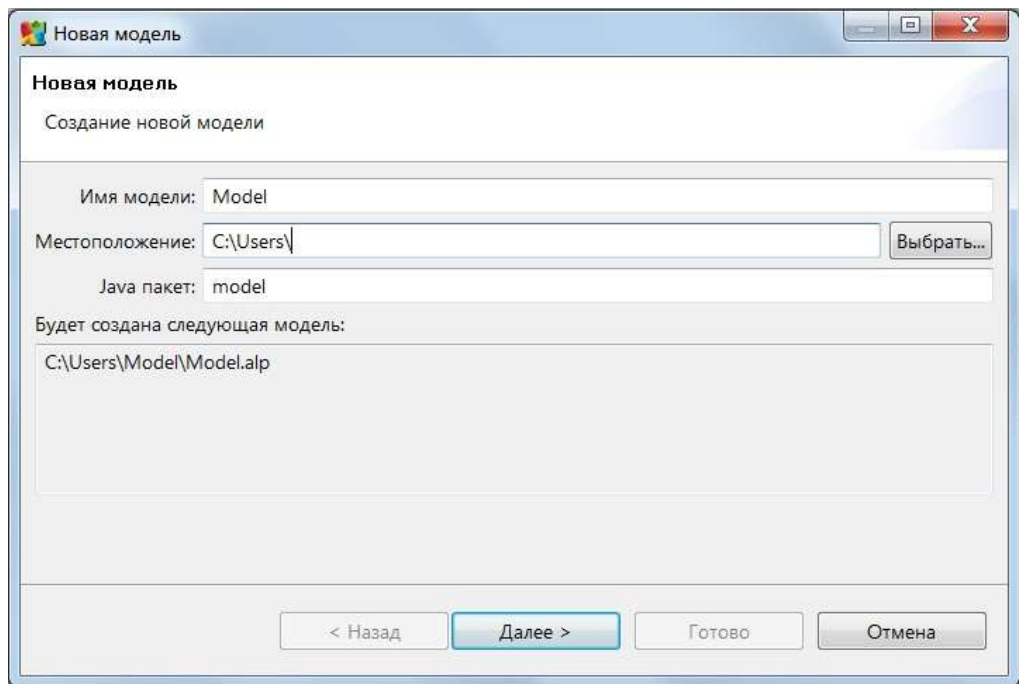 Новая модель
Новая модель
Создание новой модели
Имя модели: Model
Местоположение: C:\Users\ Выбрать...
Java пакет: model
Будет создана следующая модель:
C:\Users\Model\Model.alp
< Назад Далее > Готово Отмена